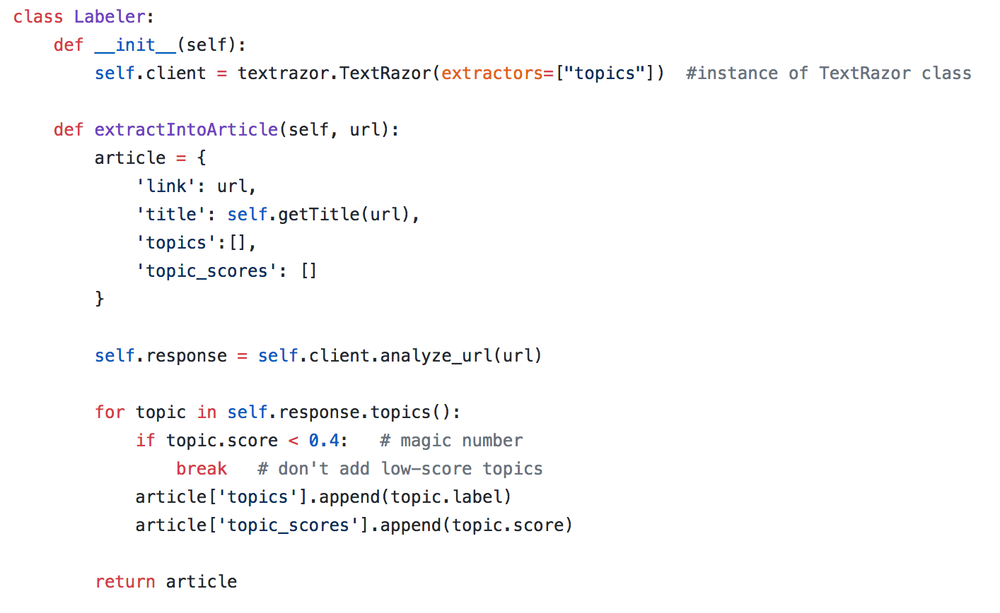 class Labeler:
    def __init__(self):
        self.client = textrazor.TextRazor(extractors=["topics"])  #instance of TextRazor class

    def extractIntoArticle(self, url):
        article = {
            'link': url,
            'title': self.getTitle(url),
            'topics':[],
            'topic_scores': []
        }

        self.response = self.client.analyze_url(url)

        for topic in self.response.topics():
            if topic.score < 0.4:   # magic number
                break   # don't add low-score topics
            article['topics'].append(topic.label)
            article['topic_scores'].append(topic.score)

        return article